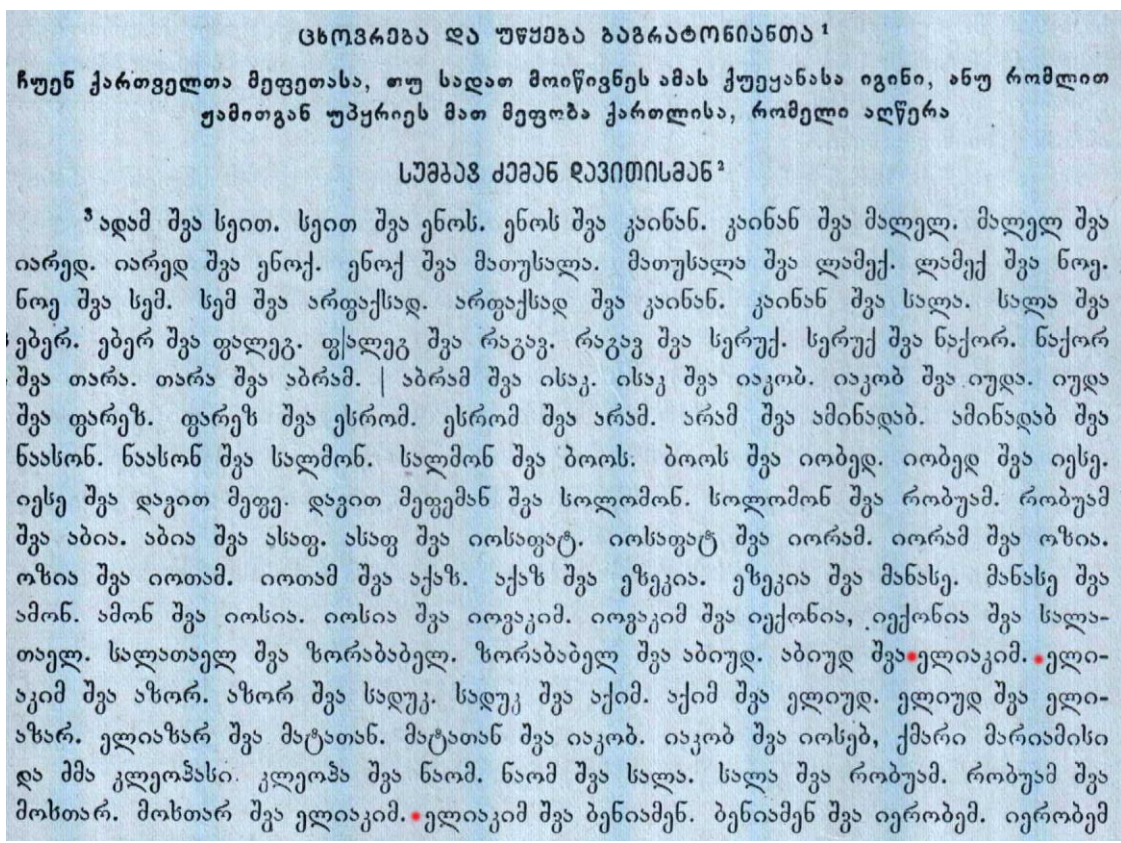 ცხოვრება და უწყება ბაგრატონიანთა¹
ჩუენ ქართველთა მეფეთასა, თუ სადათ მოიწივნეს ამას ქუეყანასა იგინი, ანუ რომლით
ჟამითგან უპყრიეს მათ მეფობა ქართლისა, რომელი აღწერა
სუმბატ ძემან დავითისმან²
³ ადამ შვა სეით. სეით შვა ენოს. ენოს შვა კაინან. კაინან შვა მალელ. მალელ შვა
იარედ. იარედ შვა ენოქ. ენოქ შვა მათუსალა. მათუსალა შვა ლამექ. ლამექ შვა ნოე.
ნოე შვა სემ. სემ შვა არფაქსად. არფაქსად შვა კაინან. კაინან შვა სალა. სალა შვა
ებერ. ებერ შვა ფალეგ. ფ|ალეგ შვა რაგავ. რაგავ შვა სერუქ. სერუქ შვა ნაქორ. ნაქორ
შვა თარა. თარა შვა აბრამ. | აბრამ შვა ისაკ. ისაკ შვა იაკობ. იაკობ შვა იუდა. იუდა
შვა ფარეზ. ფარეზ შვა ესრომ. ესრომ შვა არამ. არამ შვა ამინადაბ. ამინადაბ შვა
ნაასონ. ნაასონ შვა სალმონ. სალმონ შვა ბოოს. ბოოს შვა იობედ. იობედ შვა იესე.
იესე შვა დავით მეფე. დავით მეფემან შვა სოლომონ. სოლომონ შვა რობუამ. რობუამ
შვა აბია. აბია შვა ასაფ. ასაფ შვა იოსაფატ. იოსაფატ შვა იორამ. იორამ შვა ოზია.
ოზია შვა იოთამ. იოთამ შვა აქაზ. აქაზ შვა ეზეკია. ეზეკია შვა მანასე. მანასე შვა
ამონ. ამონ შვა იოსია. იოსია შვა იოვაკიმ. იოვაკიმ შვა იექონია, იექონია შვა სალა-
თაელ. სალათაელ შვა ზორაბაბელ. ზორაბაბელ შვა აბიუდ. აბიუდ შვა ელიაკიმ. ელი-
აკიმ შვა აზორ. აზორ შვა სადუკ. სადუკ შვა აქიმ. აქიმ შვა ელიუდ. ელიუდ შვა ელი-
აზარ. ელიაზარ შვა მატათან. მატათან შვა იაკობ. იაკობ შვა იოსებ, ქმარი მარიამისი
და ძმა კლეოპასი. კლეოპა შვა ნაომ. ნაომ შვა სალა. სალა შვა რობუამ. რობუამ შვა
მოსთარ. მოსთარ შვა ელიაკიმ. ელიაკიმ შვა ბენიამენ. ბენიამენ შვა იერობემ. იერობემ